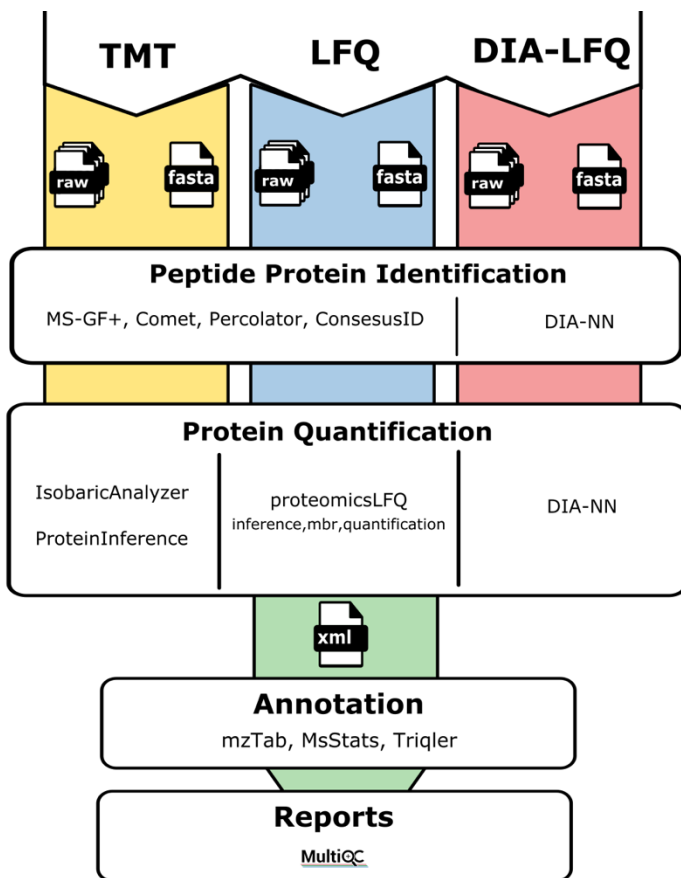 TMT LFQ DIA-LFQ
raw fasta raw fasta raw fasta
Peptide Protein Identification
MS-GF+, Comet, Percolator, ConsesusID DIA-NN
Protein Quantification
IsobaricAnalyzer
ProteinInference
proteomicsLFQ
inference,mbr,quantification
DIA-NN
xml
Annotation
mzTab, MsStats, Triqler
Reports
MultiQC